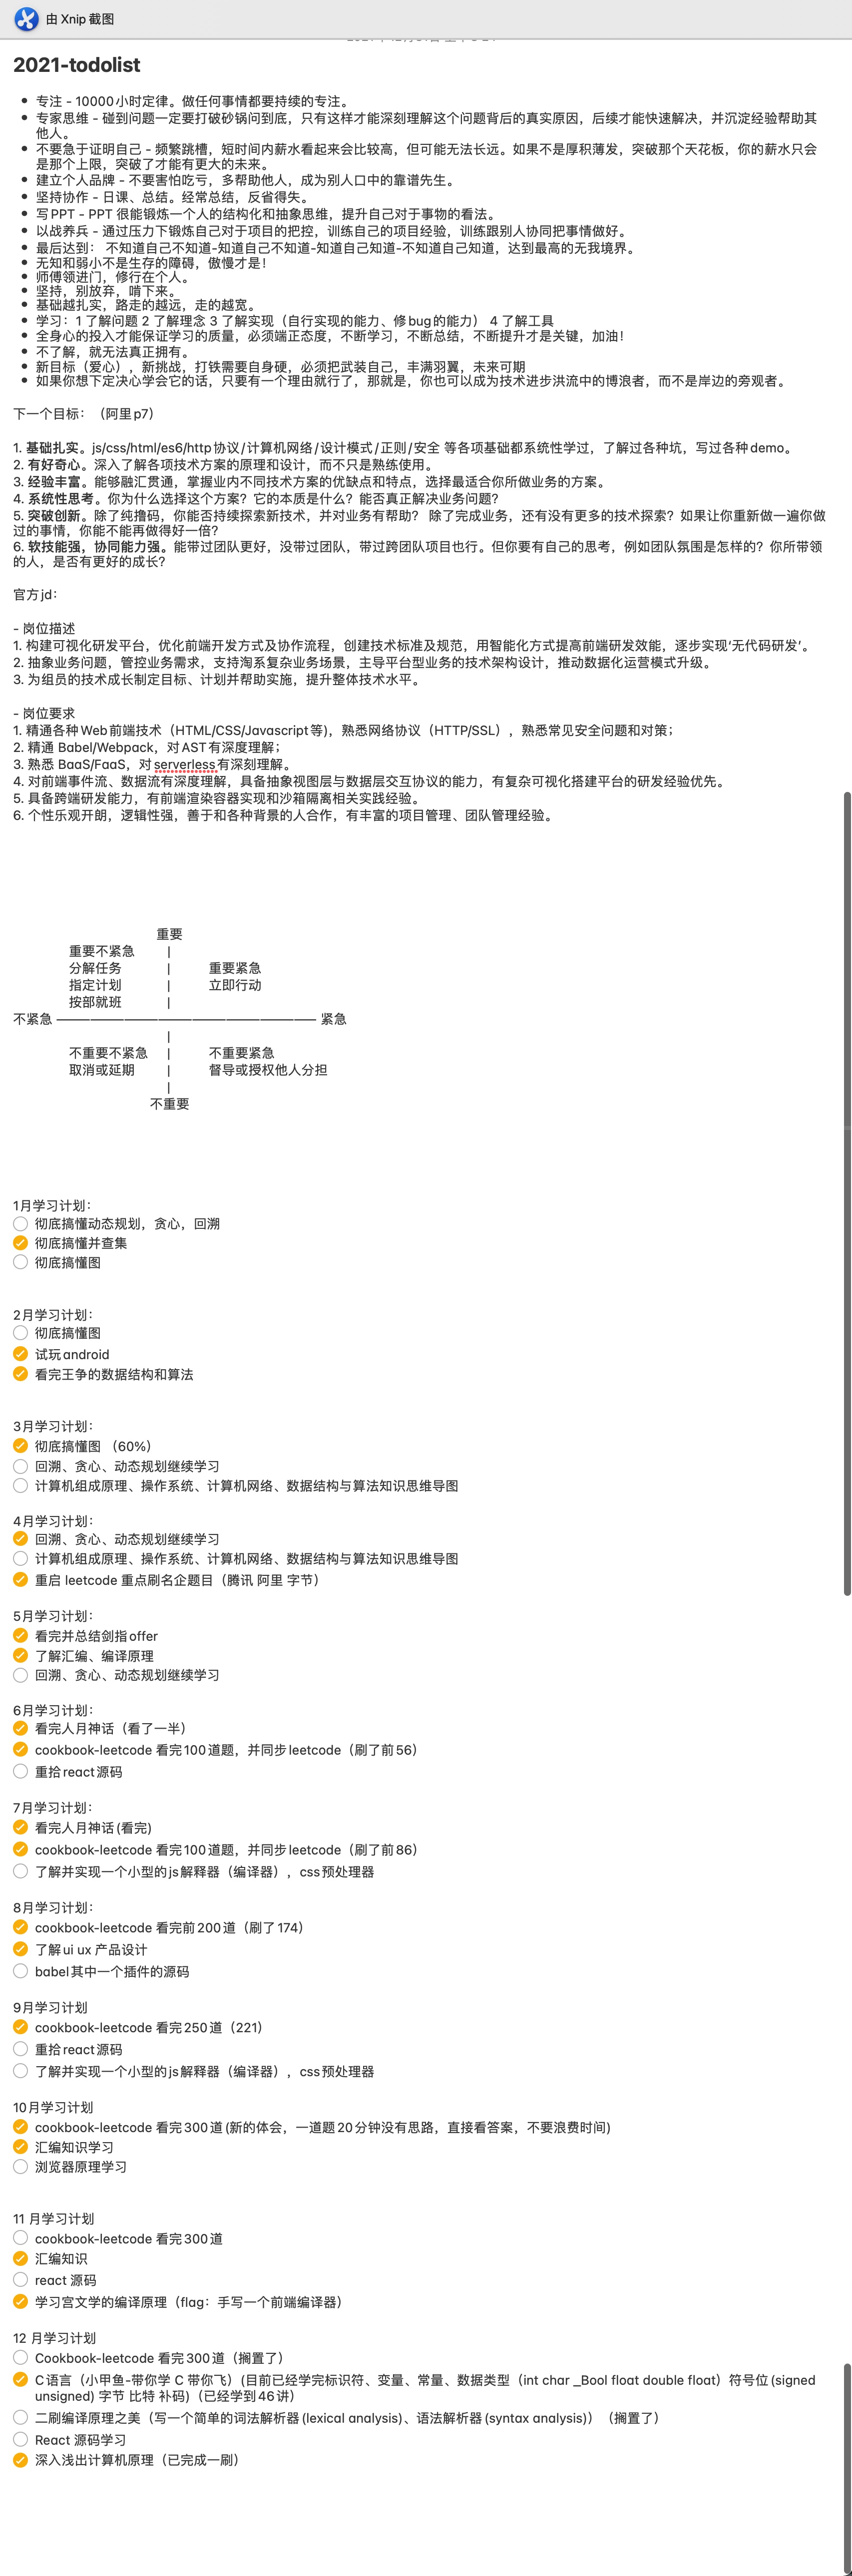 由 Xnip 截图
2021-todolist
专注 - 10000小时定律。做任何事情都要持续的专注。
专家思维 - 碰到问题一定要打破砂锅问到底，只有这样才能深刻理解这个问题背后的真实原因，后续才能快速解决，并沉淀经验帮助其
他人。
不要急于证明自己 - 频繁跳槽，短时间内薪水看起来会比较高，但可能无法长远。如果不是厚积薄发，突破那个天花板，你的薪水只会
是那个上限，突破了才能有更大的未来。
建立个人品牌 - 不要害怕吃亏，多帮助他人，成为别人口中的靠谱先生。
坚持协作 - 日课、总结。经常总结，反省得失。
写PPT - PPT 很能锻炼一个人的结构化和抽象思维，提升自己对于事物的看法。
以战养兵 - 通过压力下锻炼自己对于项目的把控，训练自己的项目经验，训练跟别人协同把事情做好。
最后达到： 不知道自己不知道-知道自己不知道-知道自己知道-不知道自己知道，达到最高的无我境界。
无知和弱小不是生存的障碍，傲慢才是！
师傅领进门，修行在个人。
坚持，别放弃，啃下来。
基础越扎实，路走的越远，走的越宽。
学习：1 了解问题 2 了解理念 3 了解实现（自行实现的能力、修bug的能力） 4 了解工具
全身心的投入才能保证学习的质量，必须端正态度，不断学习，不断总结，不断提升才是关键，加油！
不了解，就无法真正拥有。
新目标（爱心），新挑战，打铁需要自身硬，必须把武装自己，丰满羽翼，未来可期
如果你想下定决心学会它的话，只要有一个理由就行了，那就是，你也可以成为技术进步洪流中的博浪者，而不是岸边的旁观者。
下一个目标：（阿里p7）
1. 基础扎实。js/css/html/es6/http协议/计算机网络/设计模式/正则/安全 等各项基础都系统性学过，了解过各种坑，写过各种demo。
2. 有好奇心。深入了解各项技术方案的原理和设计，而不只是熟练使用。
3. 经验丰富。能够融汇贯通，掌握业内不同技术方案的优缺点和特点，选择最适合你所做业务的方案。
4. 系统性思考。你为什么选择这个方案？它的本质是什么？能否真正解决业务问题？
5. 突破创新。除了纯撸码，你能否持续探索新技术，并对业务有帮助？ 除了完成业务，还有没有更多的技术探索？如果让你重新做一遍你做
过的事情，你能不能再做得好一倍？
6. 软技能强，协同能力强。能带过团队更好，没带过团队，带过跨团队项目也行。但你要有自己的思考，例如团队氛围是怎样的？你所带领
的人，是否有更好的成长？
官方jd：
- 岗位描述
1. 构建可视化研发平台，优化前端开发方式及协作流程，创建技术标准及规范，用智能化方式提高前端研发效能，逐步实现‘无代码研发’。
2. 抽象业务问题，管控业务需求，支持淘系复杂业务场景，主导平台型业务的技术架构设计，推动数据化运营模式升级。
3. 为组员的技术成长制定目标、计划并帮助实施，提升整体技术水平。
- 岗位要求
1. 精通各种Web前端技术（HTML/CSS/Javascript等)，熟悉网络协议（HTTP/SSL），熟悉常见安全问题和对策；
2. 精通 Babel/Webpack，对AST有深度理解；
3. 熟悉 BaaS/FaaS，对serverless有深刻理解。
4. 对前端事件流、数据流有深度理解，具备抽象视图层与数据层交互协议的能力，有复杂可视化搭建平台的研发经验优先。
5. 具备跨端研发能力，有前端渲染容器实现和沙箱隔离相关实践经验。
6. 个性乐观开朗，逻辑性强，善于和各种背景的人合作，有丰富的项目管理、团队管理经验。
重要
重要不紧急 |
分解任务 | 重要紧急
指定计划 | 立即行动
按部就班 |
不紧急 ———————————————————— 紧急
|
不重要不紧急 | 不重要紧急
取消或延期 | 督导或授权他人分担
|
不重要
1月学习计划：
彻底搞懂动态规划，贪心，回溯
彻底搞懂并查集
彻底搞懂图
2月学习计划：
彻底搞懂图
试玩android
看完王争的数据结构和算法
3月学习计划：
彻底搞懂图 （60%）
回溯、贪心、动态规划继续学习
计算机组成原理、操作系统、计算机网络、数据结构与算法知识思维导图
4月学习计划：
回溯、贪心、动态规划继续学习
计算机组成原理、操作系统、计算机网络、数据结构与算法知识思维导图
重启 leetcode 重点刷名企题目（腾讯 阿里 字节）
5月学习计划：
看完并总结剑指offer
了解汇编、编译原理
回溯、贪心、动态规划继续学习
6月学习计划：
看完人月神话（看了一半）
cookbook-leetcode 看完100道题，并同步leetcode（刷了前56）
重拾react源码
7月学习计划：
看完人月神话(看完)
cookbook-leetcode 看完100道题，并同步leetcode（刷了前86）
了解并实现一个小型的js解释器（编译器），css预处理器
8月学习计划：
cookbook-leetcode 看完前200道（刷了174）
了解ui ux 产品设计
babel其中一个插件的源码
9月学习计划
cookbook-leetcode 看完250道（221）
重拾react源码
了解并实现一个小型的js解释器（编译器），css预处理器
10月学习计划
cookbook-leetcode 看完300道(新的体会，一道题20分钟没有思路，直接看答案，不要浪费时间)
汇编知识学习
浏览器原理学习
11 月学习计划
cookbook-leetcode 看完300道
汇编知识
react 源码
学习宫文学的编译原理（flag：手写一个前端编译器）
12 月学习计划
Cookbook-leetcode 看完300道（搁置了）
C语言（小甲鱼-带你学 C 带你飞）(目前已经学完标识符、变量、常量、数据类型（int char _Bool float double float）符号位(signed
unsigned) 字节 比特 补码)（已经学到46讲）
二刷编译原理之美（写一个简单的词法解析器(lexical analysis)、语法解析器(syntax analysis)）（搁置了）
React 源码学习
深入浅出计算机原理（已完成一刷）